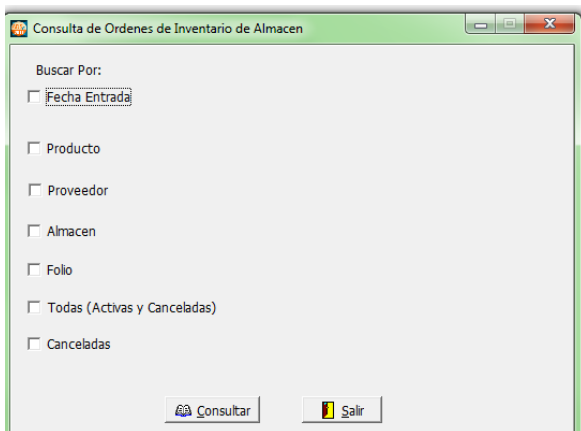 Consulta de Ordenes de Inventario de Almacen
Buscar Por:
Fecha Entrada
Producto
Proveedor
Almacen
Folio
Todas (Activas y Canceladas)
Canceladas
Consultar Salir